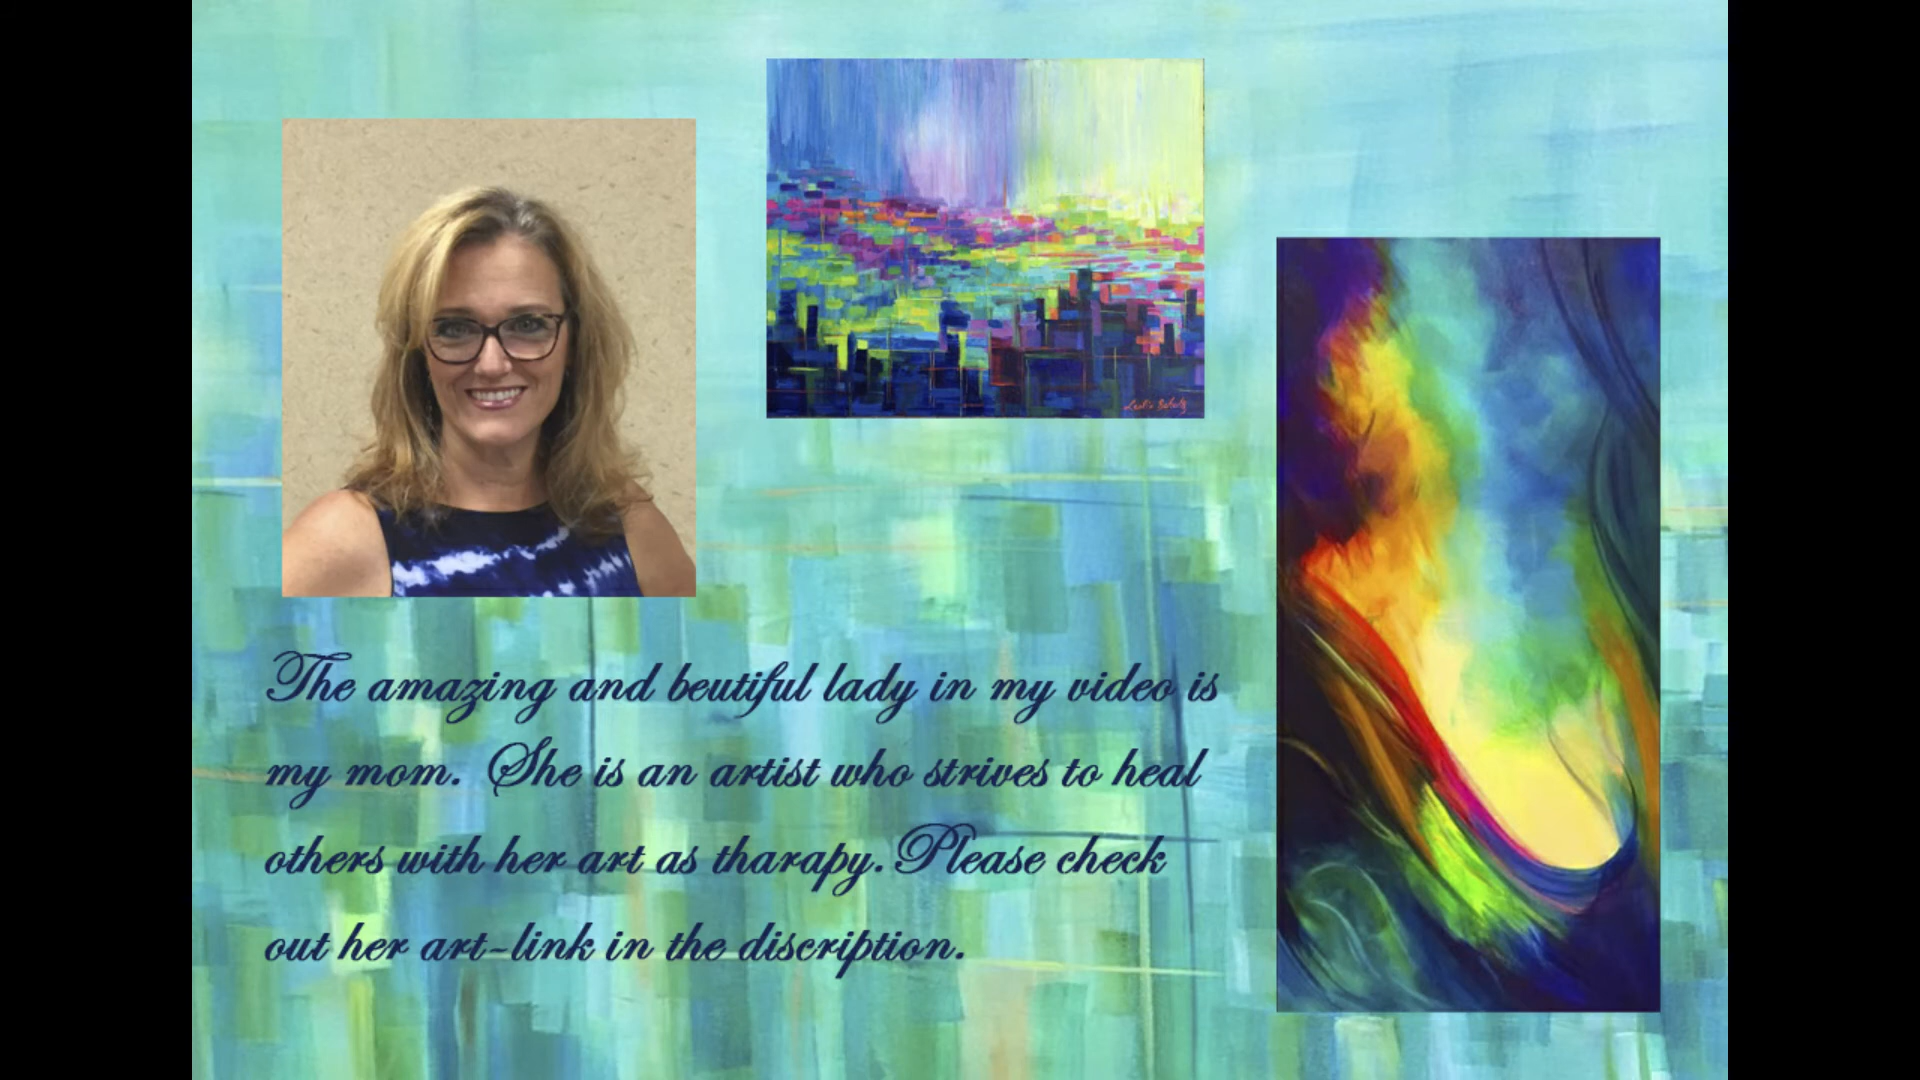 The amazing and beutiful lady in my video is
my mom. She is an artist who strives to heal
others with her art as tharapy. Please check
out her art-link in the discription.